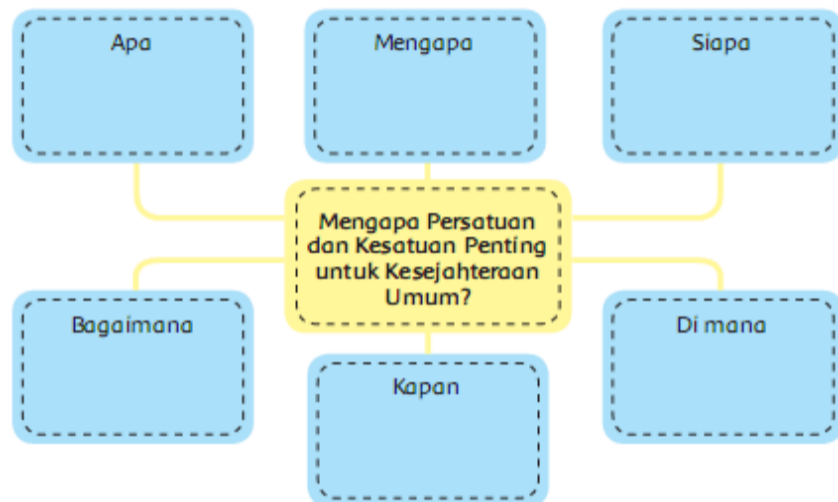 Apa
Mengapa
Siapa
Mengapa Persatuan
dan Kesatuan Penting
untuk Kesejahteraan
Umum?
Bagaimana
Kapan
Di mana